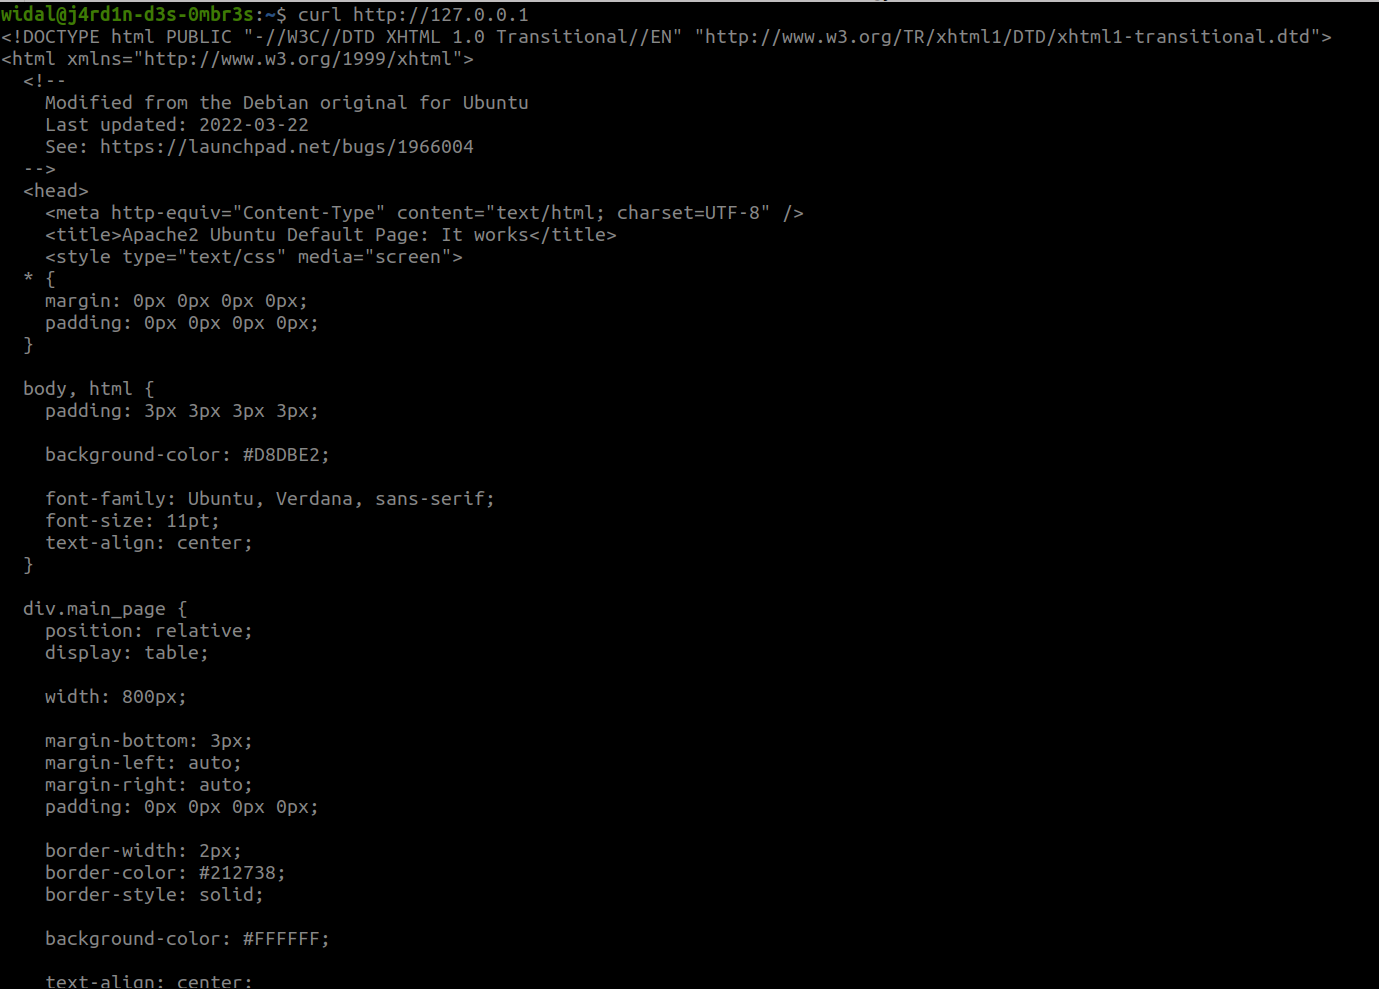 widal@j4rd1n-d3s-0mbr3s:~$ curl http://127.0.0.1
<!DOCTYPE html PUBLIC "-//W3C//DTD XHTML 1.0 Transitional//EN" "http://www.w3.org/TR/xhtml1/DTD/xhtml1-transitional.dtd">
<html xmlns="http://www.w3.org/1999/xhtml">
  <!--
    Modified from the Debian original for Ubuntu
    Last updated: 2022-03-22
    See: https://launchpad.net/bugs/1966004
  -->
  <head>
    <meta http-equiv="Content-Type" content="text/html; charset=UTF-8" />
    <title>Apache2 Ubuntu Default Page: It works</title>
    <style type="text/css" media="screen">
  * {
    margin: 0px 0px 0px 0px;
    padding: 0px 0px 0px 0px;
  }

  body, html {
    padding: 3px 3px 3px 3px;

    background-color: #D8DBE2;

    font-family: Ubuntu, Verdana, sans-serif;
    font-size: 11pt;
    text-align: center;
  }

  div.main_page {
    position: relative;
    display: table;

    width: 800px;

    margin-bottom: 3px;
    margin-left: auto;
    margin-right: auto;
    padding: 0px 0px 0px 0px;

    border-width: 2px;
    border-color: #212738;
    border-style: solid;

    background-color: #FFFFFF;

    text-align: center;